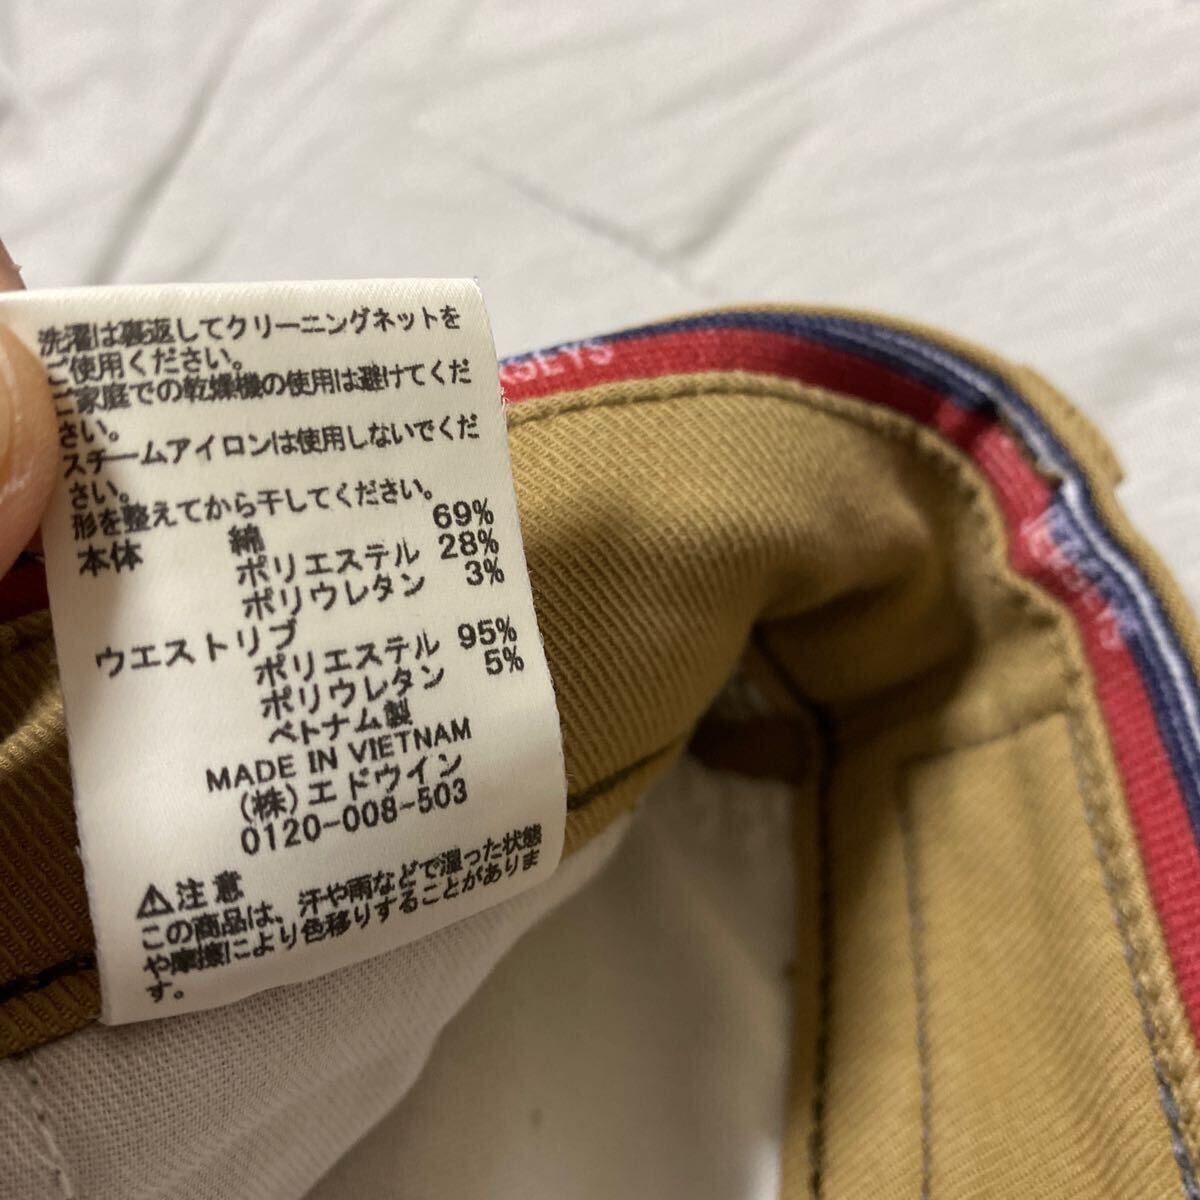 洗濯は裏返してクリーニングネットを
ご使用ください。
ご家庭での乾燥機の使用は避けてくだ
さい。
スチームアイロンは使用しないでくだ
さい。
形を整えてから干してください。
本体 綿 69%
ポリエステル 28%
ポリウレタン 3%
ウエストリブ
ポリエステル 95%
ポリウレタン 5%
ベトナム製
MADE IN VIETNAM
(株)エドウイン
0120-008-503
⚠注意
この商品は、汗や雨などで湿った状態
や摩擦により色移りすることがありま
す。